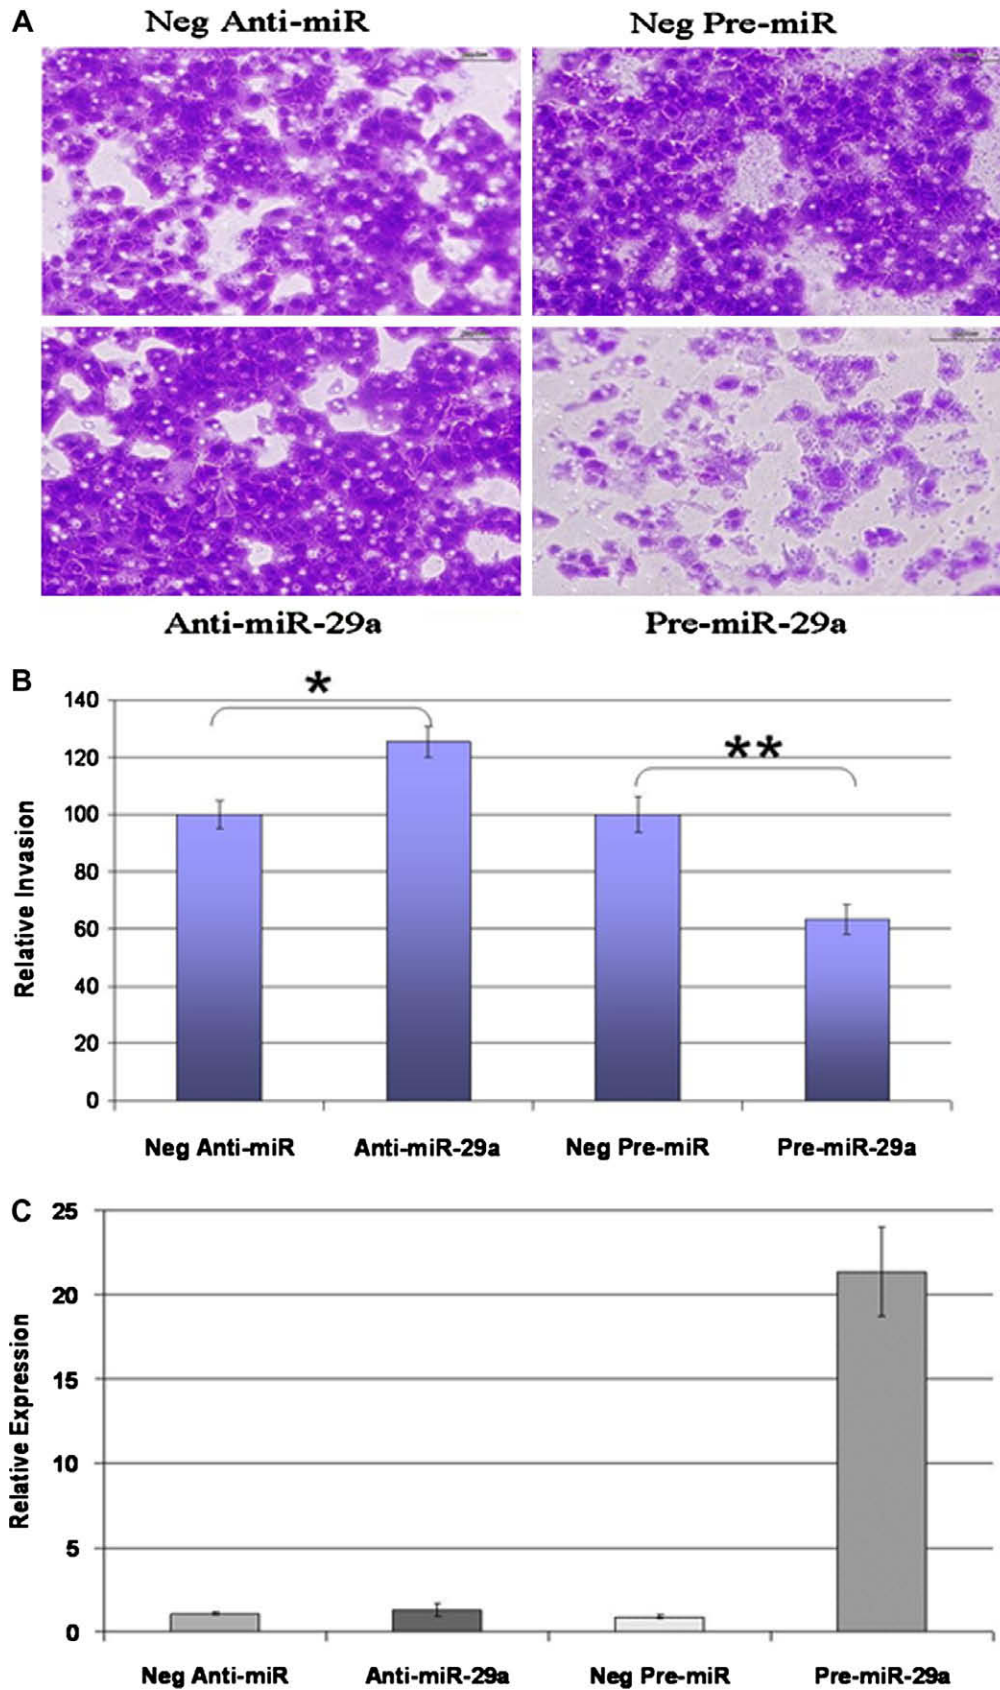 A
Neg Anti-miR
Neg Pre-miR
Anti-miR-29a
Pre-miR-29a
B
Relative Invasion
140
120
100
80
60
40
20
0
*
**
Neg Anti-miR
Anti-miR-29a
Neg Pre-miR
Pre-miR-29a
C
Relative Expression
25
20
15
10
5
0
Neg Anti-miR
Anti-miR-29a
Neg Pre-miR
Pre-miR-29a